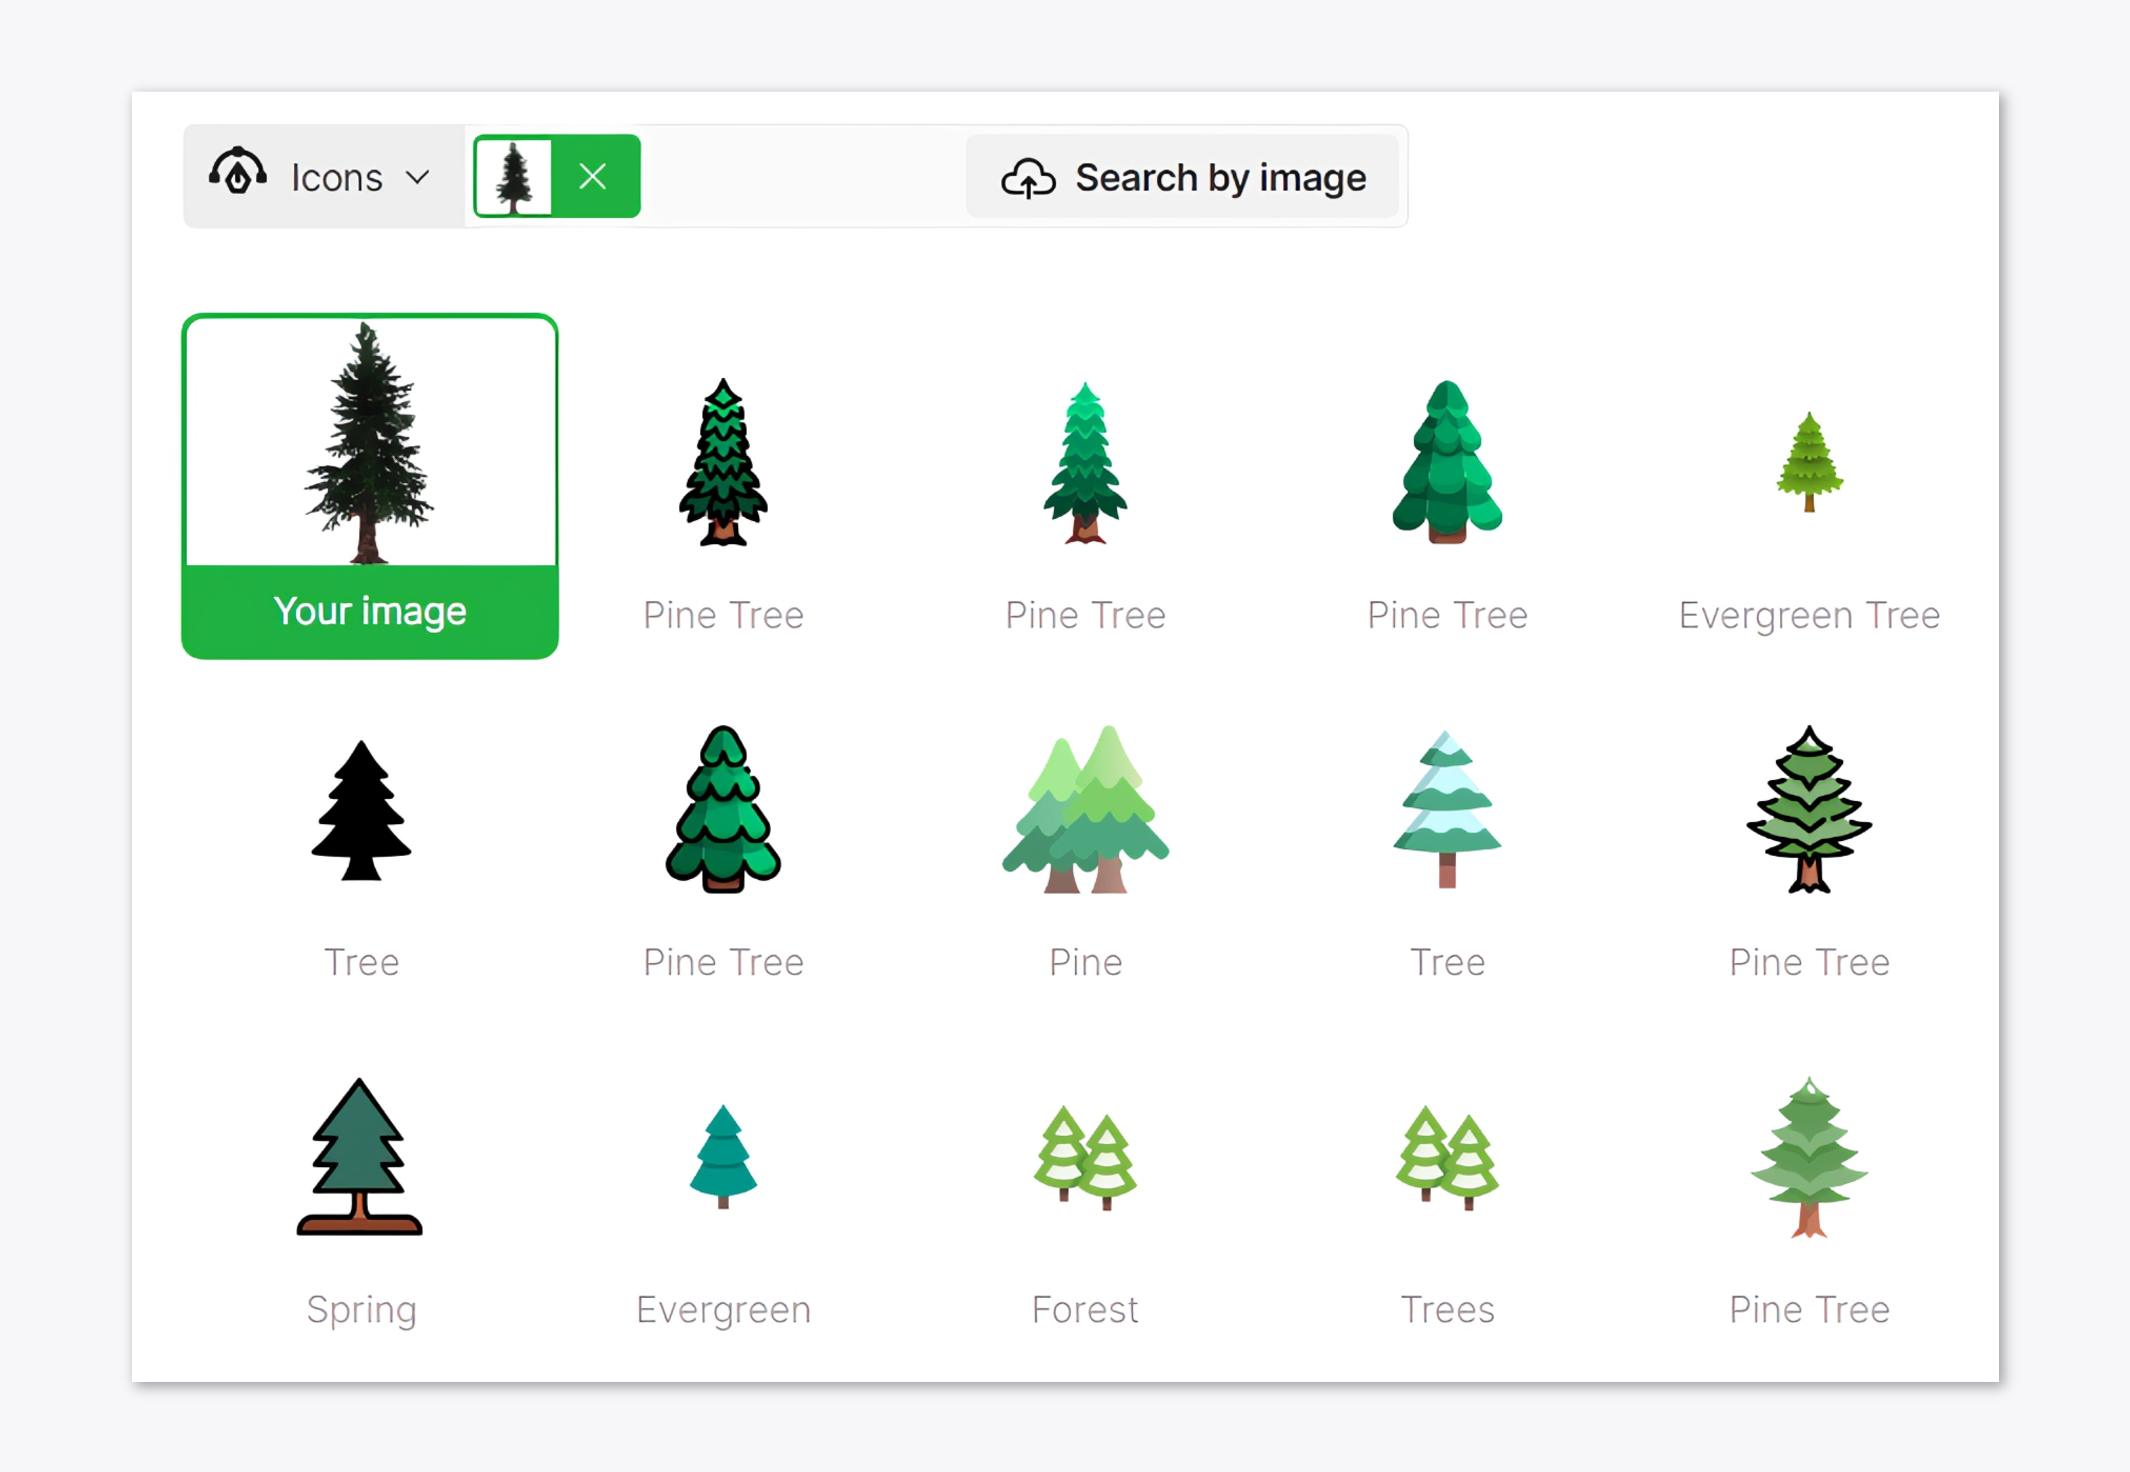 Icons
Search by image
Your image
Pine Tree
Pine Tree
Pine Tree
Evergreen Tree
Tree
Pine Tree
Pine
Tree
Pine Tree
Spring
Evergreen
Forest
Trees
Pine Tree